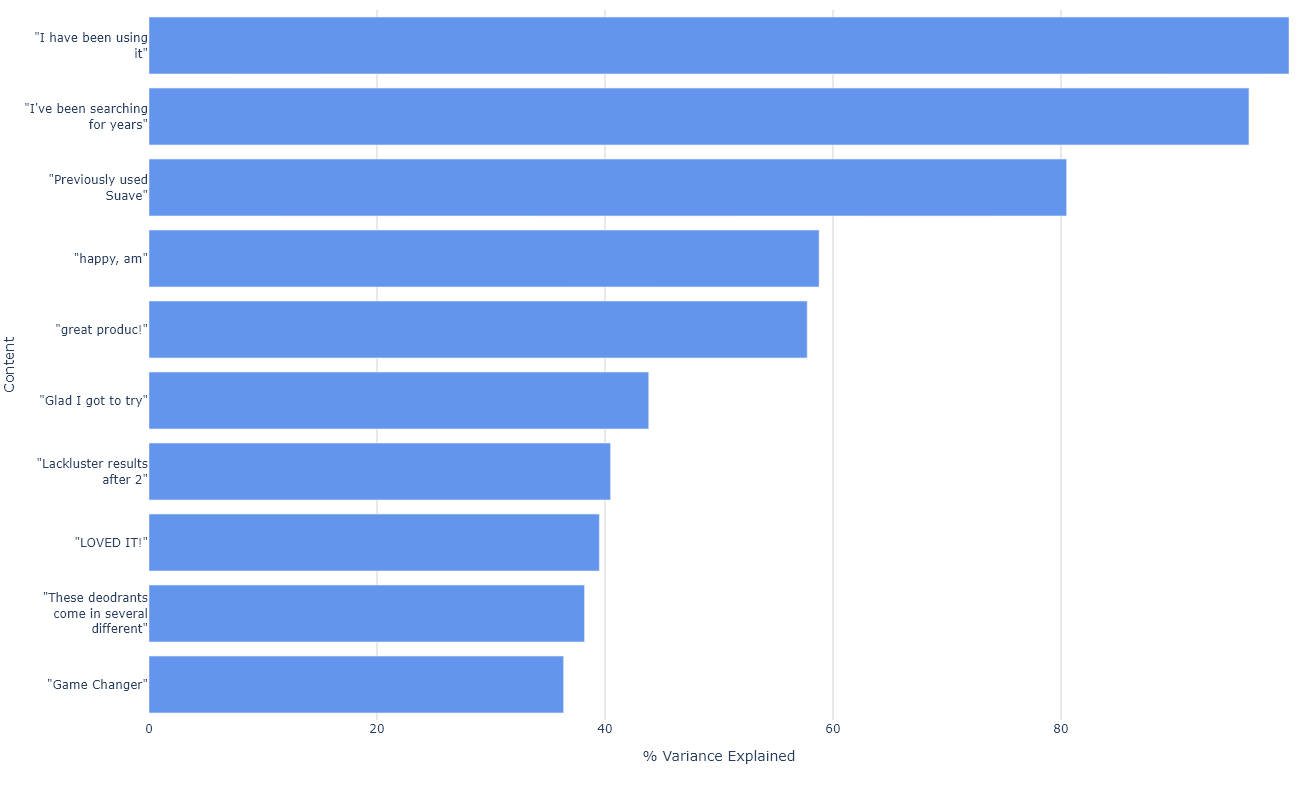 "I have been using
it"
"I've been searching
for years"
"Previously used
Suave"
"happy, am"
"great produc!"
"Glad I got to try"
"Lackluster results
after 2"
"LOVED IT!"
"These deodrants
come in several
different"
"Game Changer"
Content
0 20 40 60 80
% Variance Explained